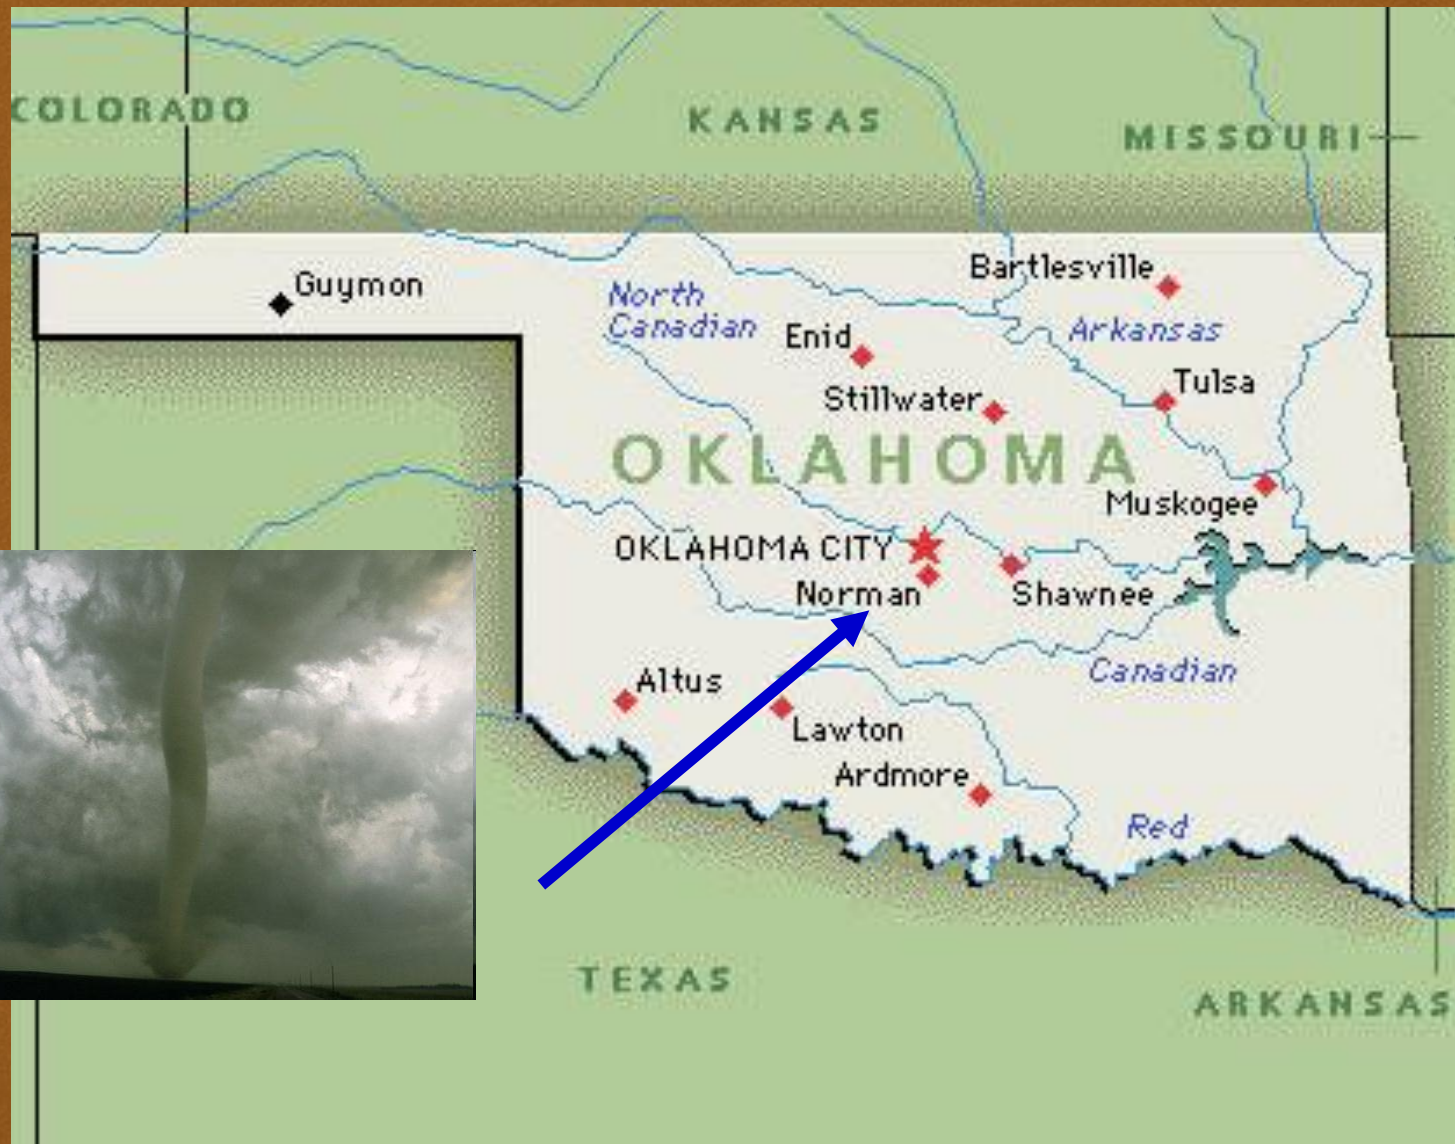 COLORADO
KANSAS
MISSOURI
Guymon
Bartlesville
North
Canadian
Enid
Arkansas
Stillwater
Tulsa
OKLAHOMA
Muskogee
OKLAHOMA CITY
Norman
Shawnee
Altus
Canadian
Lawton
Ardmore
Red
TEXAS
ARKANSAS